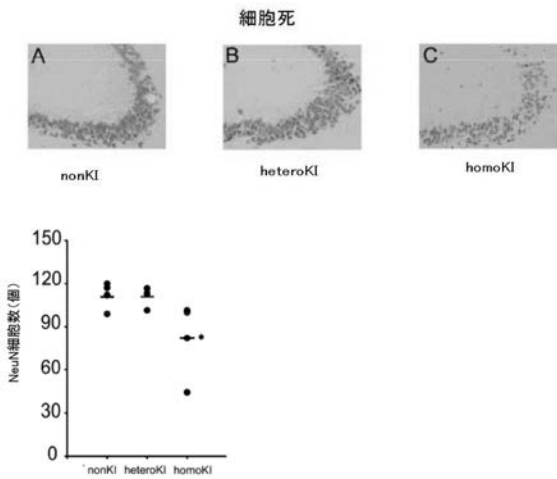 細胞死
A B C
nonKI heteroKI homoKI
NeuN細胞数(個)
150
120
90
60
30
0
*
nonKI heteroKI homoKI